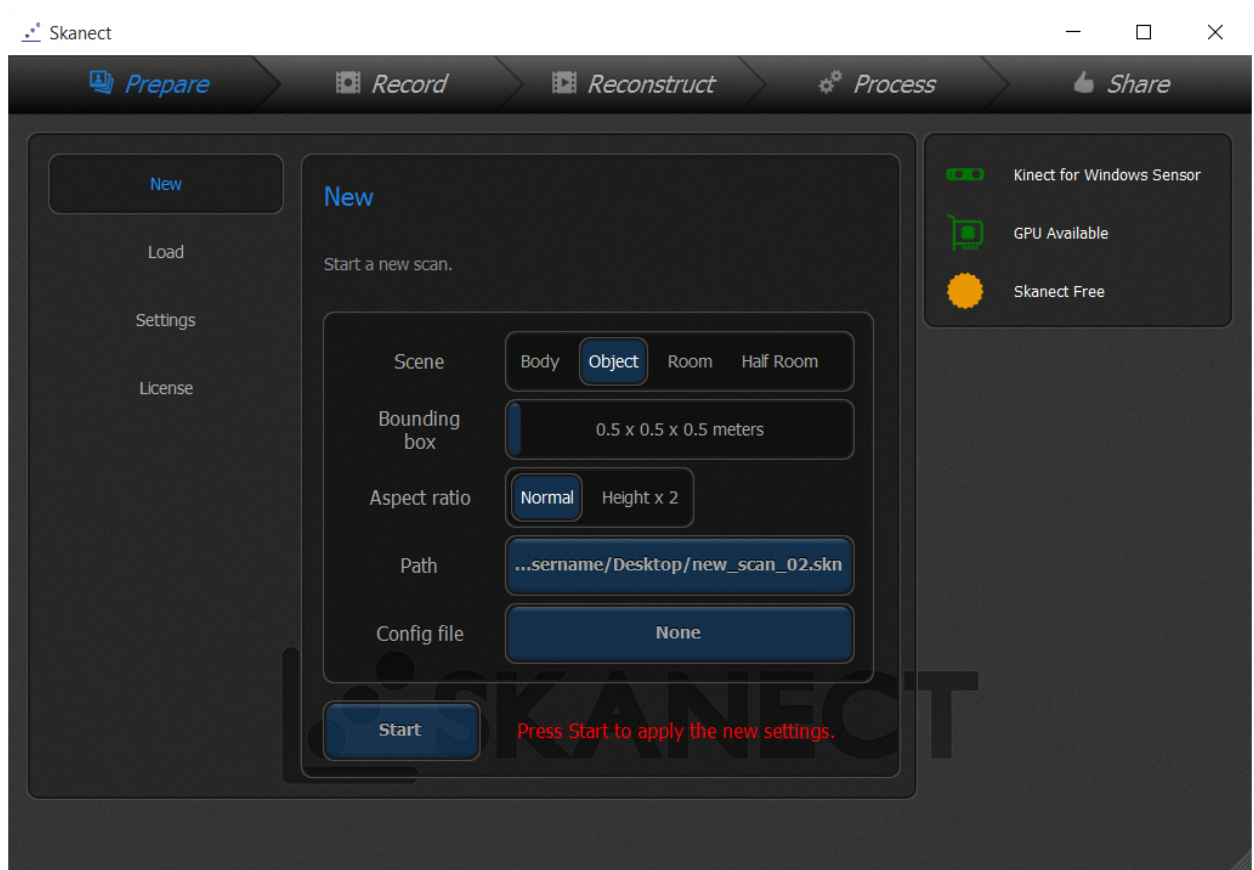 Skanect
Prepare Record Reconstruct Process Share
New
Load
Settings
License
New
Start a new scan.
Scene Body Object Room Half Room
Bounding
box
0.5 x 0.5 x 0.5 meters
Aspect ratio Normal Height x 2
Path ...sername/Desktop/new_scan_02.skn
Config file None
Start Press Start to apply the new settings.
SKANECT
Kinect for Windows Sensor
GPU Available
Skanect Free